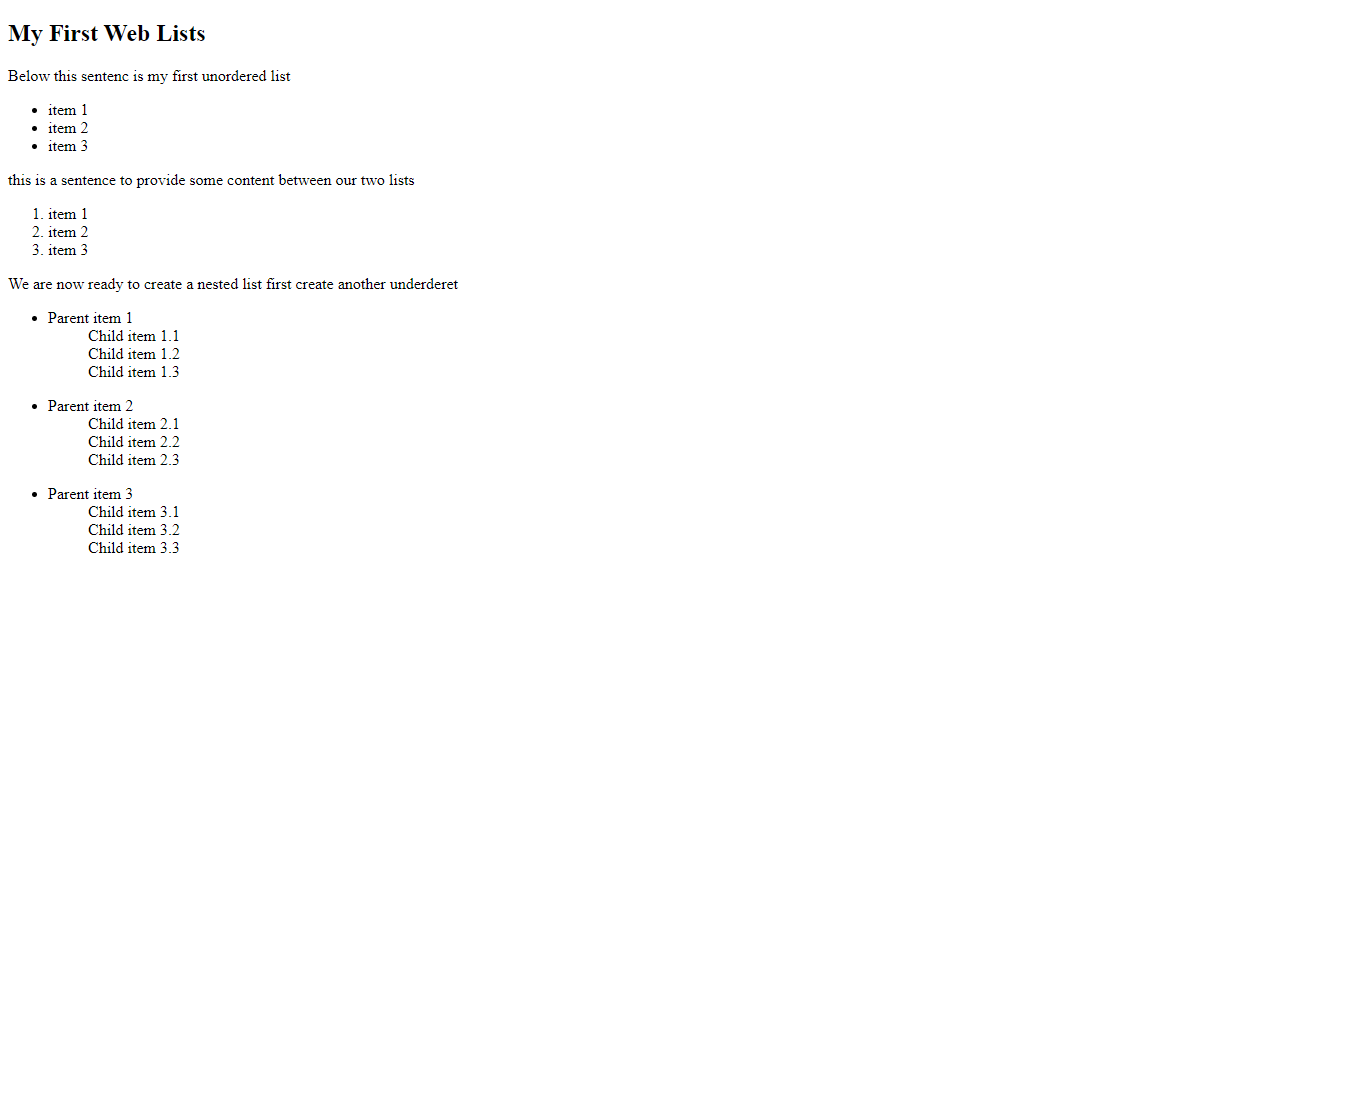 My First Web Lists
Below this sentenc is my first unordered list
• item 1
• item 2
• item 3
this is a sentence to provide some content between our two lists
1. item 1
2. item 2
3. item 3
We are now ready to create a nested list first create another underderet
• Parent item 1
Child item 1.1
Child item 1.2
Child item 1.3
• Parent item 2
Child item 2.1
Child item 2.2
Child item 2.3
• Parent item 3
Child item 3.1
Child item 3.2
Child item 3.3